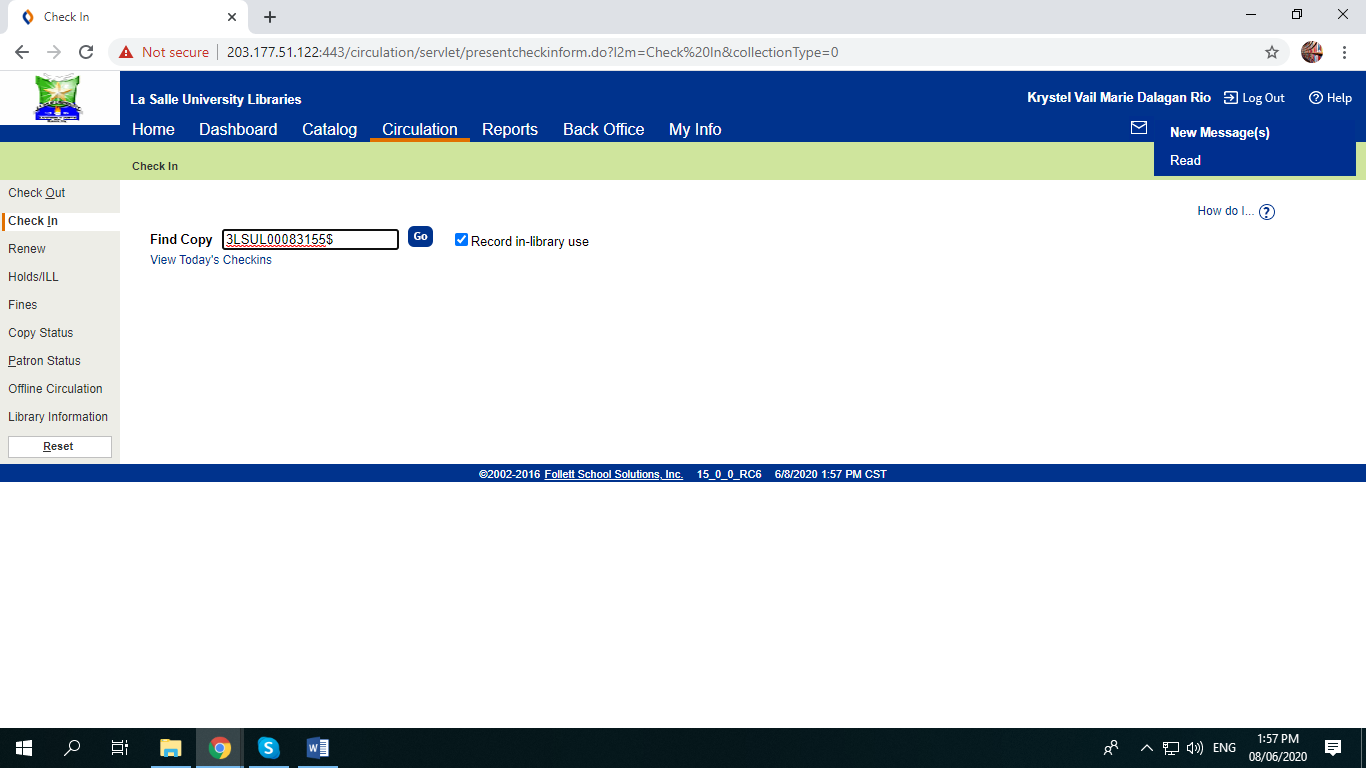 Check In
Not secure 203.177.51.122:443/circulation/servlet/presentcheckinform.do?l2m=Check%20In&collectionType=0
La Salle University Libraries
Krystel Vail Marie Dalagan Rio Log Out Help
Home Dashboard Catalog Circulation Reports Back Office My Info
New Message(s)
Read
Check In
Check Out
Check In
Renew
Holds/ILL
Fines
Copy Status
Patron Status
Offline Circulation
Library Information
Reset
How do I... ?
Find Copy 3LSUL00083155$ Go Record in-library use
View Today's Checkins
©2002-2016 Follett School Solutions, Inc. 15_0_0_RC6 6/8/2020 1:57 PM CST
ENG
1:57 PM
08/06/2020